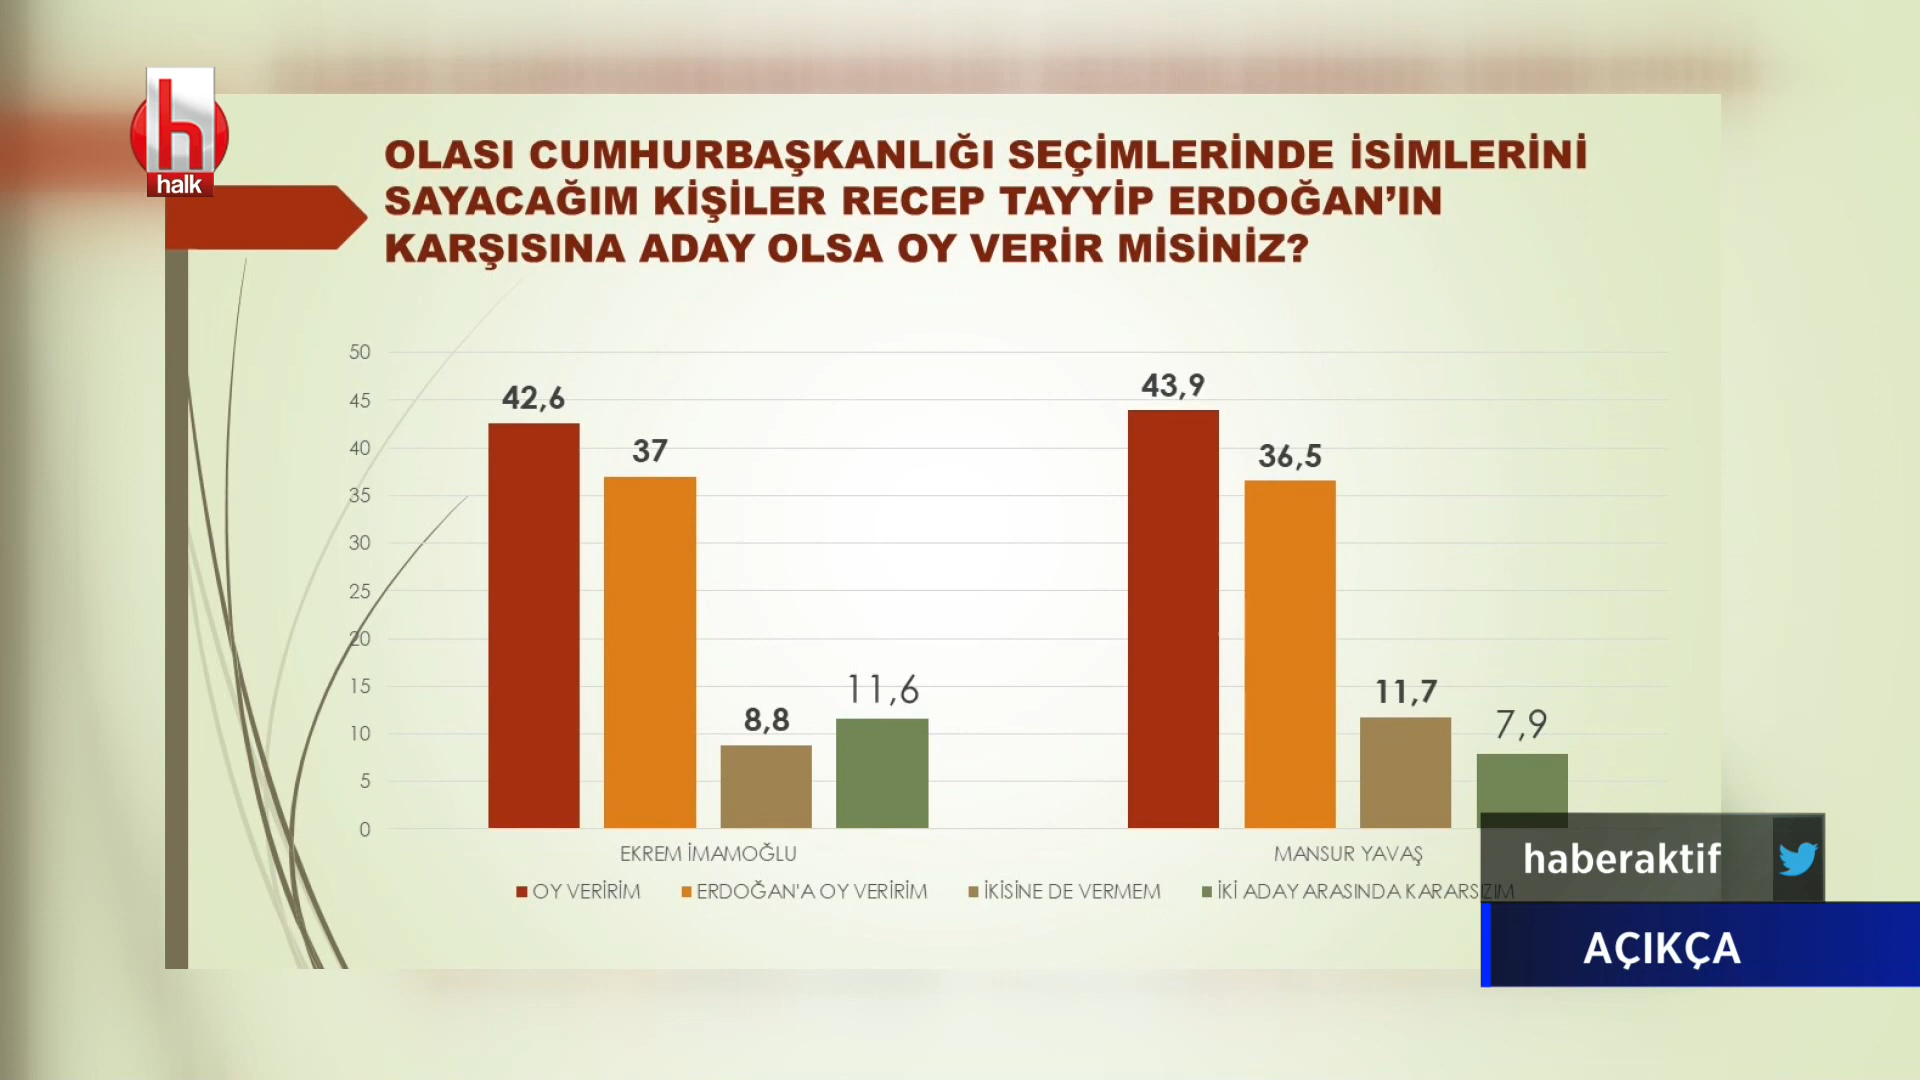 h
halk
OLASI CUMHURBAŞKANLIĞI SEÇİMLERİNDE İSİMLERİNİ
SAYACAĞIM KİŞİLER RECEP TAYYİP ERDOĞAN’IN
KARŞISINA ADAY OLSA OY VERİR MİSİNİZ?
50
45
40
35
30
25
20
15
10
5
0
42,6
37
8,8
11,6
43,9
36,5
11,7
7,9
EKREM İMAMOĞLU
MANSUR YAVAŞ
OY VERİRİM
ERDOĞAN'A OY VERİRİM
İKİSİNE DE VERMEM
İKİ ADAY ARASINDA KARARSIZIM
haberaktif
AÇIKÇA